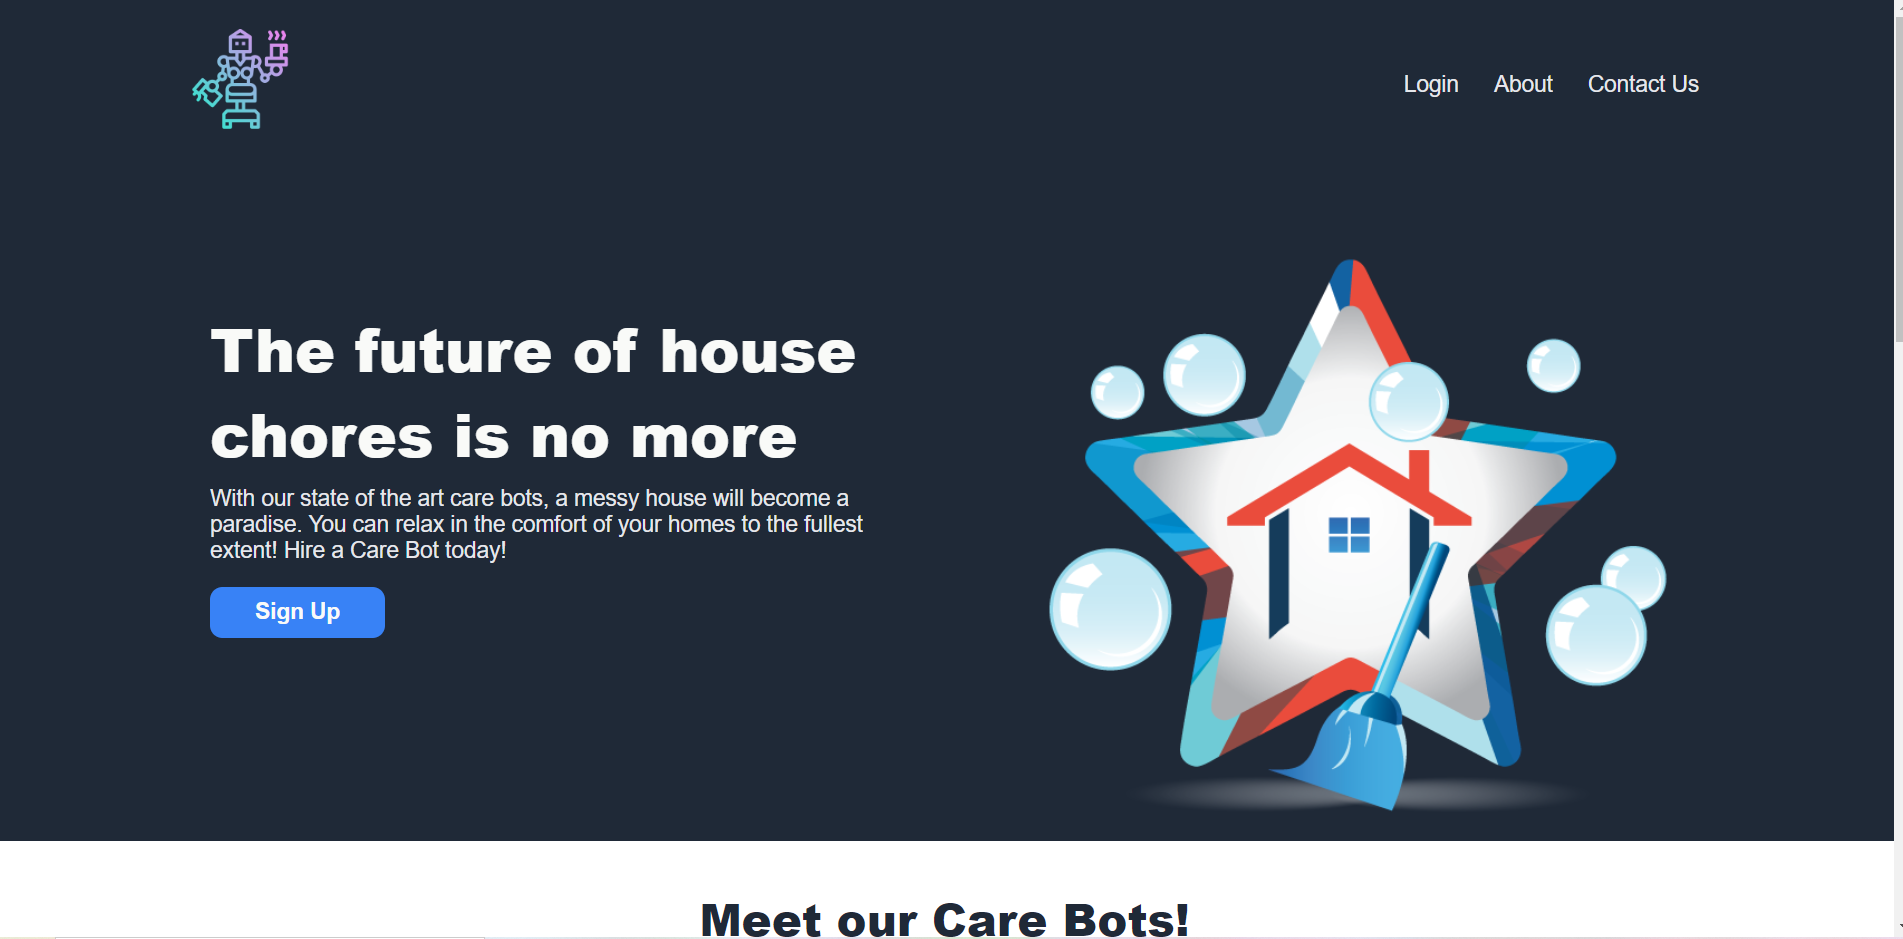 Login About Contact Us
The future of house
chores is no more
With our state of the art care bots, a messy house will become a
paradise. You can relax in the comfort of your homes to the fullest
extent! Hire a Care Bot today!
Sign Up
Meet our Care Bots!